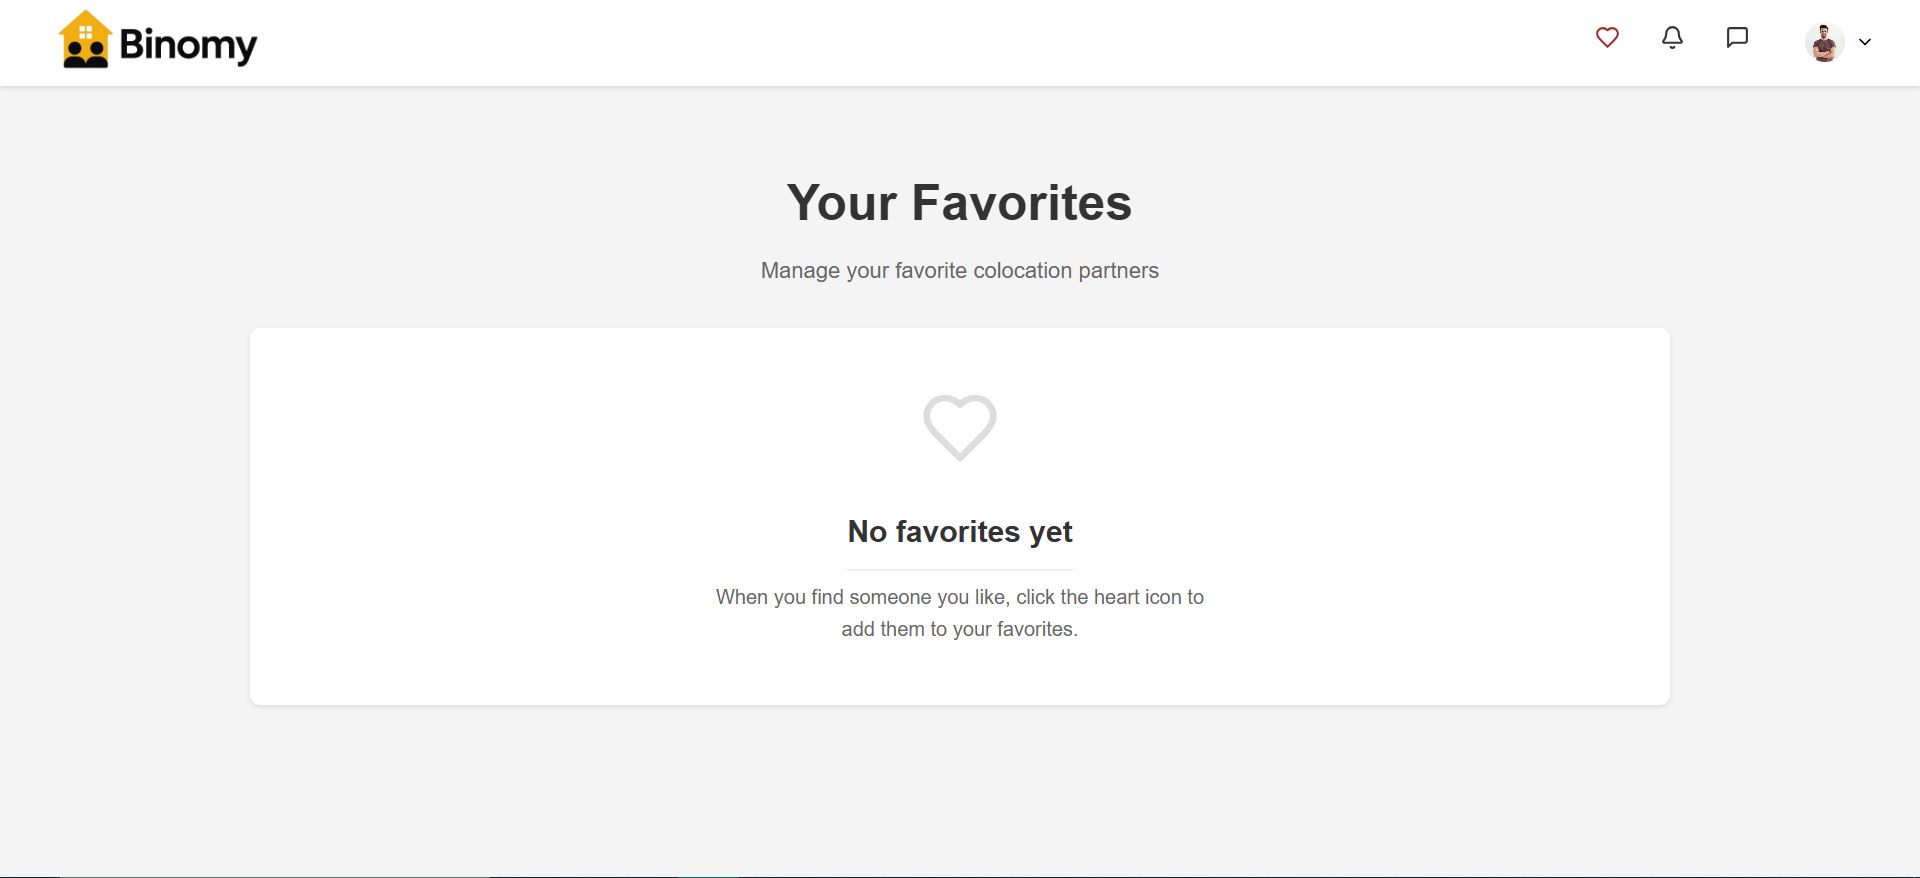 Binomy
Your Favorites
Manage your favorite colocation partners
No favorites yet
When you find someone you like, click the heart icon to
add them to your favorites.